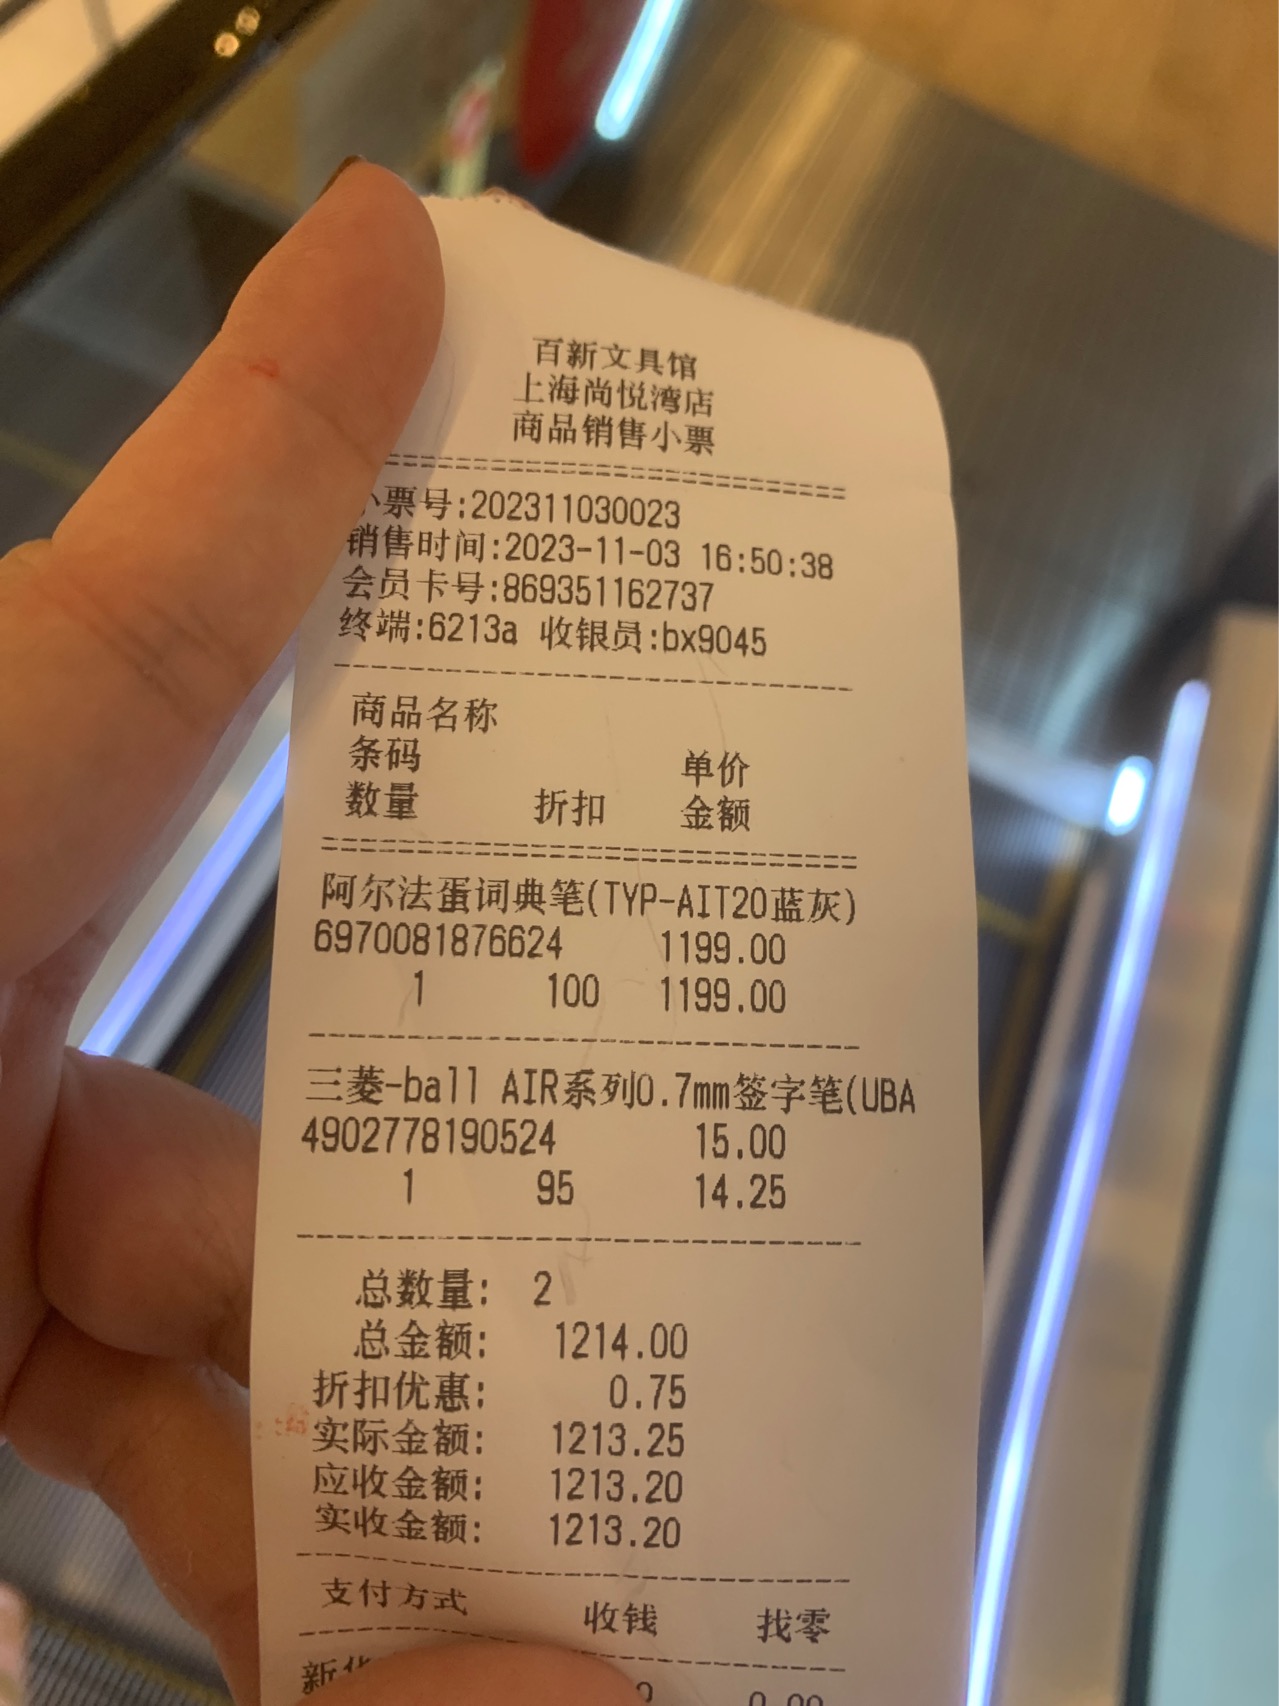 百新文具馆
上海尚悦湾店
商品销售小票
小票号:202311030023
销售时间:2023-11-03 16:50:38
会员卡号:869351162737
终端:6213a 收银员:bx9045
商品名称
条码 单价
数量 折扣 金额
阿尔法蛋词典笔(TYP-AIT20蓝灰)
6970081876624 1199.00
1 100 1199.00
三菱-ball AIR系列0.7mm签字笔(UBA
4902778190524 15.00
1 95 14.25
总数量: 2
总金额: 1214.00
折扣优惠: 0.75
实际金额: 1213.25
应收金额: 1213.20
实收金额: 1213.20
支付方式 收钱 找零
新 0.00